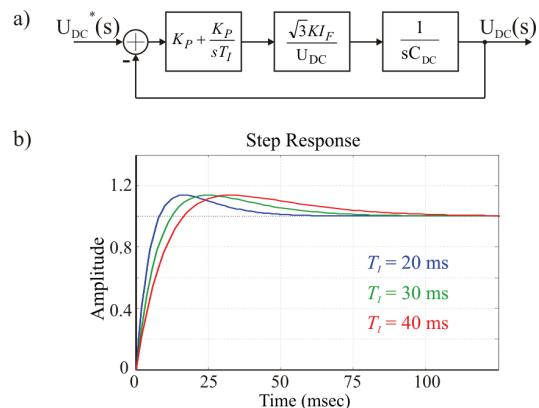 a)
U_DC*(s)
K_P + K_P/(sT_I)
√3KI_F/U_DC
1/(sC_DC)
U_DC(s)
-
b)
Step Response
1.2
0.8
0.4
0
Amplitude
T_I = 20 ms
T_I = 30 ms
T_I = 40 ms
0 25 50 75 100
Time (msec)